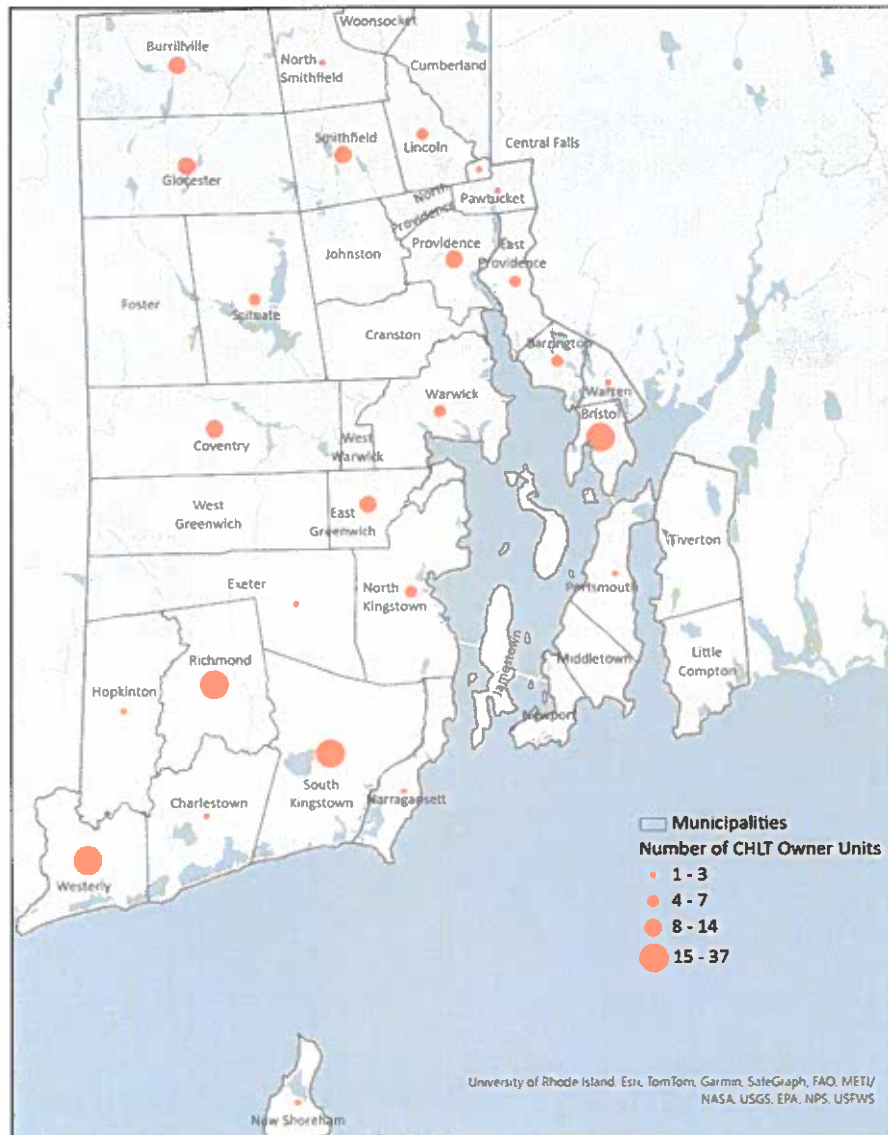 Woonsocket
Burrillville
North
Smithfield
Cumberland
Smithfield
Lincoln
Central Falls
Glocester
Pawtucket
North
Providence
Johnston
Providence
East
Providence
Foster
Scituate
Cranston
Barrington
Warren
Warwick
Bristol
Coventry
West
Warwick
West
Greenwich
East
Greenwich
Tiverton
Exeter
North
Kingstown
Portsmouth
Richmond
Hopkinton
Jamestown
Middletown
Little
Compton
Newport
South
Kingstown
Charlestown
Narragansett
Westerly
Municipalities
Number of CHLT Owner Units
1 - 3
4 - 7
8 - 14
15 - 37
University of Rhode Island, Esri, TomTom, Garmin, SafeGraph, FAO, METI/
NASA, USGS, EPA, NPS, USFWS
New Shoreham